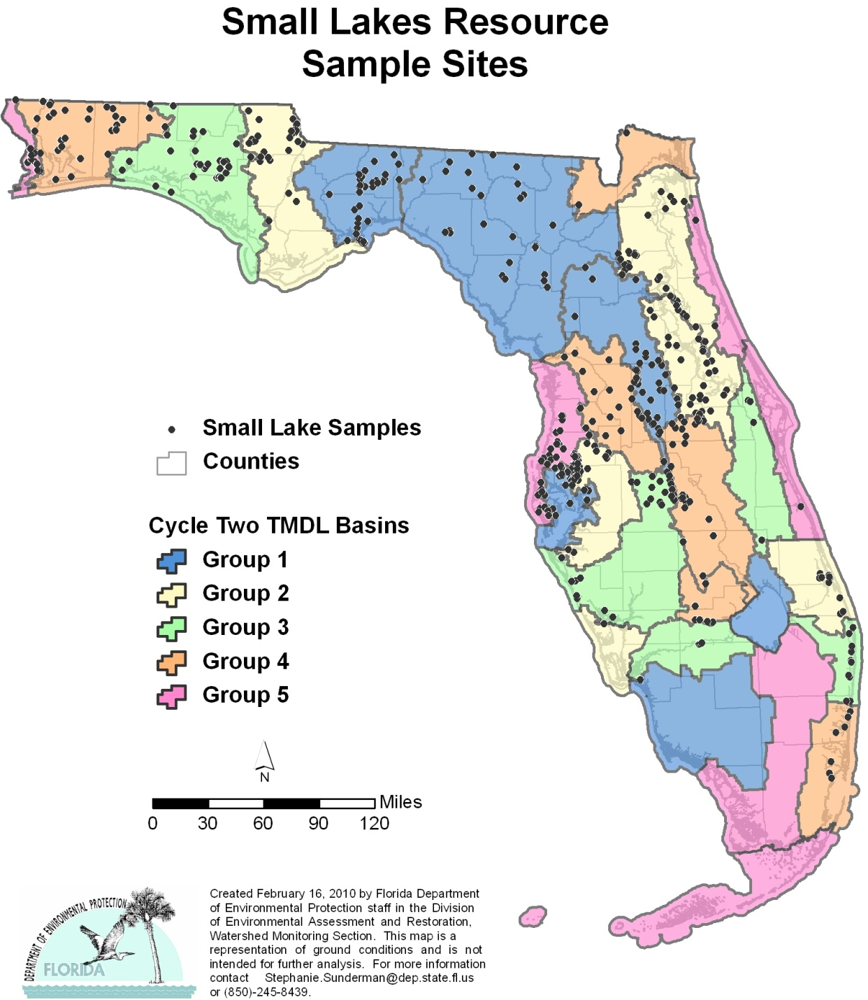 Small Lakes Resource
Sample Sites
Small Lake Samples
Counties
Cycle Two TMDL Basins
Group 1
Group 2
Group 3
Group 4
Group 5
N
Miles
0 30 60 90 120
DEPARTMENT OF ENVIRONMENTAL PROTECTION
FLORIDA
Created February 16, 2010 by Florida Department
of Environmental Protection staff in the Division
of Environmental Assessment and Restoration,
Watershed Monitoring Section. This map is a
representation of ground conditions and is not
intended for further analysis. For more information
contact Stephanie.Sunderman@dep.state.fl.us
or (850)-245-8439.